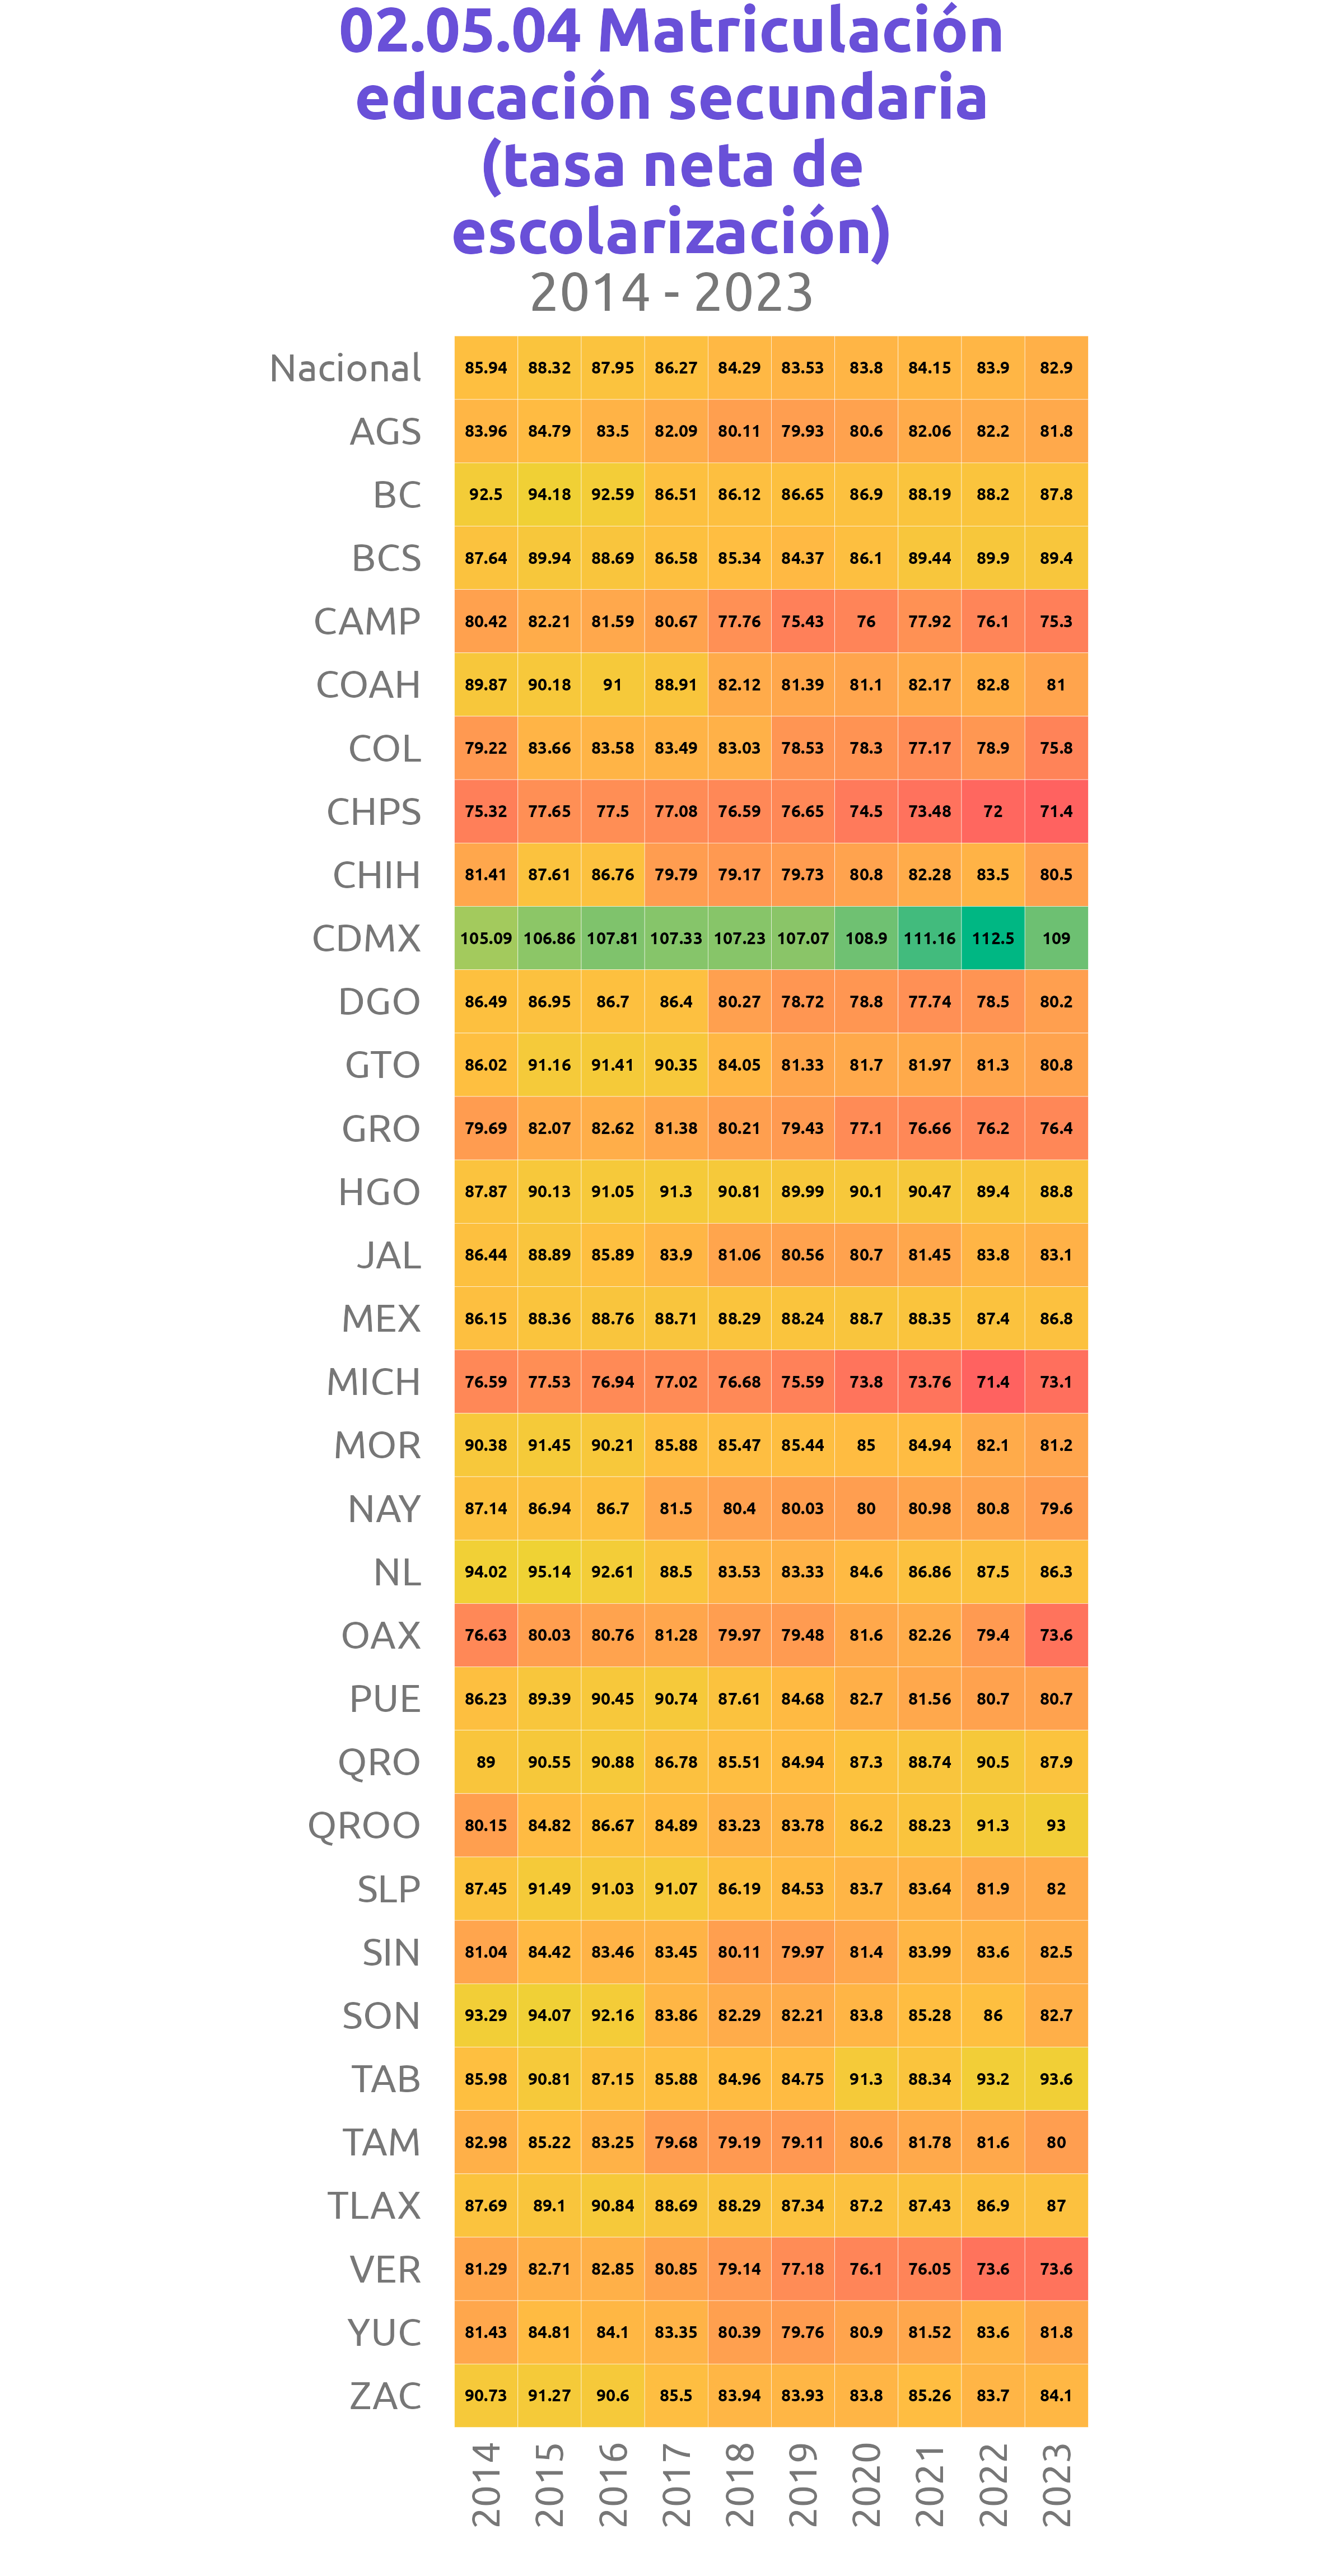 02.05.04 Matriculación
educación secundaria
(tasa neta de
escolarización)
2014 - 2023
Nacional 85.94 88.32 87.95 86.27 84.29 83.53 83.8 84.15 83.9 82.9
AGS 83.96 84.79 83.5 82.09 80.11 79.93 80.6 82.06 82.2 81.8
BC 92.5 94.18 92.59 86.51 86.12 86.65 86.9 88.19 88.2 87.8
BCS 87.64 89.94 88.69 86.58 85.34 84.37 86.1 89.44 89.9 89.4
CAMP 80.42 82.21 81.59 80.67 77.76 75.43 76 77.92 76.1 75.3
COAH 89.87 90.18 91 88.91 82.12 81.39 81.1 82.17 82.8 81
COL 79.22 83.66 83.58 83.49 83.03 78.53 78.3 77.17 78.9 75.8
CHPS 75.32 77.65 77.5 77.08 76.59 76.65 74.5 73.48 72 71.4
CHIH 81.41 87.61 86.76 79.79 79.17 79.73 80.8 82.28 83.5 80.5
CDMX 105.09 106.86 107.81 107.33 107.23 107.07 108.9 111.16 112.5 109
DGO 86.49 86.95 86.7 86.4 80.27 78.72 78.8 77.74 78.5 80.2
GTO 86.02 91.16 91.41 90.35 84.05 81.33 81.7 81.97 81.3 80.8
GRO 79.69 82.07 82.62 81.38 80.21 79.43 77.1 76.66 76.2 76.4
HGO 87.87 90.13 91.05 91.3 90.81 89.99 90.1 90.47 89.4 88.8
JAL 86.44 88.89 85.89 83.9 81.06 80.56 80.7 81.45 83.8 83.1
MEX 86.15 88.36 88.76 88.71 88.29 88.24 88.7 88.35 87.4 86.8
MICH 76.59 77.53 76.94 77.02 76.68 75.59 73.8 73.76 71.4 73.1
MOR 90.38 91.45 90.21 85.88 85.47 85.44 85 84.94 82.1 81.2
NAY 87.14 86.94 86.7 81.5 80.4 80.03 80 80.98 80.8 79.6
NL 94.02 95.14 92.61 88.5 83.53 83.33 84.6 86.86 87.5 86.3
OAX 76.63 80.03 80.76 81.28 79.97 79.48 81.6 82.26 79.4 73.6
PUE 86.23 89.39 90.45 90.74 87.61 84.68 82.7 81.56 80.7 80.7
QRO 89 90.55 90.88 86.78 85.51 84.94 87.3 88.74 90.5 87.9
QROO 80.15 84.82 86.67 84.89 83.23 83.78 86.2 88.23 91.3 93
SLP 87.45 91.49 91.03 91.07 86.19 84.53 83.7 83.64 81.9 82
SIN 81.04 84.42 83.46 83.45 80.11 79.97 81.4 83.99 83.6 82.5
SON 93.29 94.07 92.16 83.86 82.29 82.21 83.8 85.28 86 82.7
TAB 85.98 90.81 87.15 85.88 84.96 84.75 91.3 88.34 93.2 93.6
TAM 82.98 85.22 83.25 79.68 79.19 79.11 80.6 81.78 81.6 80
TLAX 87.69 89.1 90.84 88.69 88.29 87.34 87.2 87.43 86.9 87
VER 81.29 82.71 82.85 80.85 79.14 77.18 76.1 76.05 73.6 73.6
YUC 81.43 84.81 84.1 83.35 80.39 79.76 80.9 81.52 83.6 81.8
ZAC 90.73 91.27 90.6 85.5 83.94 83.93 83.8 85.26 83.7 84.1
2014 2015 2016 2017 2018 2019 2020 2021 2022 2023